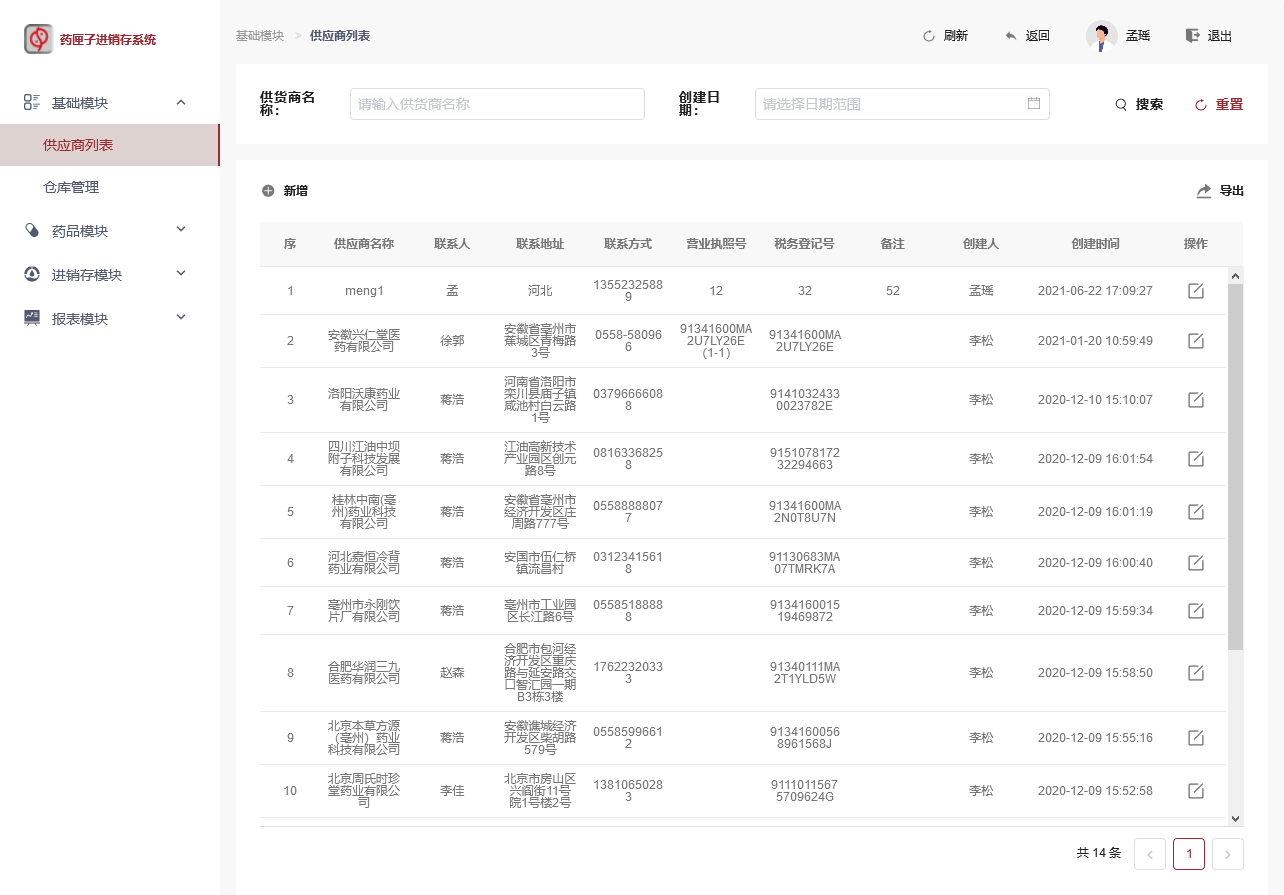 药匣子进销存系统
基础模块
供应商列表
仓库管理
药品模块
进销存模块
报表模块
基础模块 > 供应商列表
刷新 返回 孟瑶 退出
供货商名
称：
请输入供货商名称
创建日
期：
请选择日期范围
搜索 重置
新增
导出
序 供应商名称 联系人 联系地址 联系方式 营业执照号 税务登记号 备注 创建人 创建时间 操作
1 meng1 孟 河北 13552325889 12 32 52 孟瑶 2021-06-22 17:09:27
2 安徽兴仁堂医药有限公司 徐郭 安徽省亳州市蕉城区青梅路3号 0558-580966 91341600MA2U7LY26E(1-1) 91341600MA2U7LY26E 李松 2021-01-20 10:59:49
3 洛阳沃康药业有限公司 蒋浩 河南省洛阳市栾川县庙子镇咸池村白云路1号 03796666088 91410324330023782E 李松 2020-12-10 15:10:07
4 四川江油中坝附子科技发展有限公司 蒋浩 江油高新技术产业园区创元路8号 08163368258 915107817232294663 李松 2020-12-09 16:01:54
5 桂林中南(亳州)药业科技有限公司 蒋浩 安徽省亳州市经济开发区庄周路777号 05588888077 91341600MA2N0T8U7N 李松 2020-12-09 16:01:19
6 河北嘉恒冷背药业有限公司 蒋浩 安国市伍仁桥镇流昌村 03123415618 91130683MA07TMRK7A 李松 2020-12-09 16:00:40
7 亳州市永刚饮片厂有限公司 蒋浩 亳州市工业园区长江路6号 05585188888 913416001519469872 李松 2020-12-09 15:59:34
8 合肥华润三九医药有限公司 赵森 合肥市包河经济开发区重庆路与延安路交口智汇园一期B3栋3楼 17622320333 91340111MA2T1YLD5W 李松 2020-12-09 15:58:50
9 北京本草方源（亳州）药业科技有限公司 蒋浩 安徽谯城经济开发区柴胡路579号 05585996612 91341600568961568J 李松 2020-12-09 15:55:16
10 北京周氏时珍堂药业有限公司 李佳 北京市房山区兴阎街11号院1号楼2号 13810650283 91110115675709624G 李松 2020-12-09 15:52:58
共 14 条 1